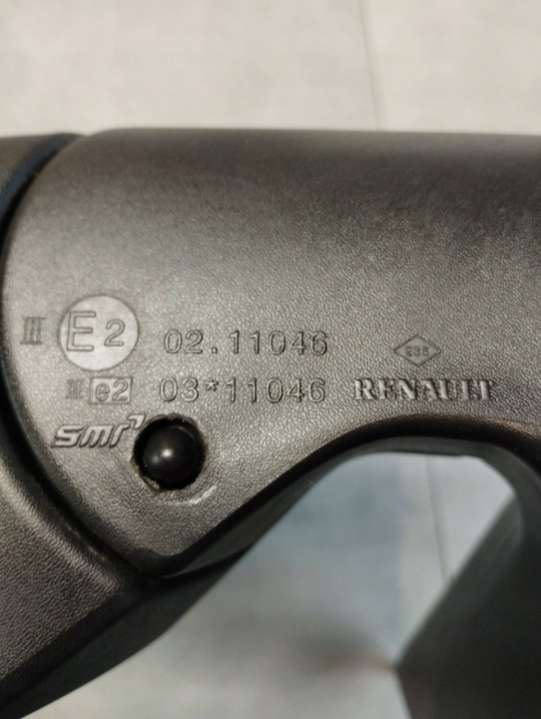 III E2 02.11046
III e2 03*11046 RENAULT
smr